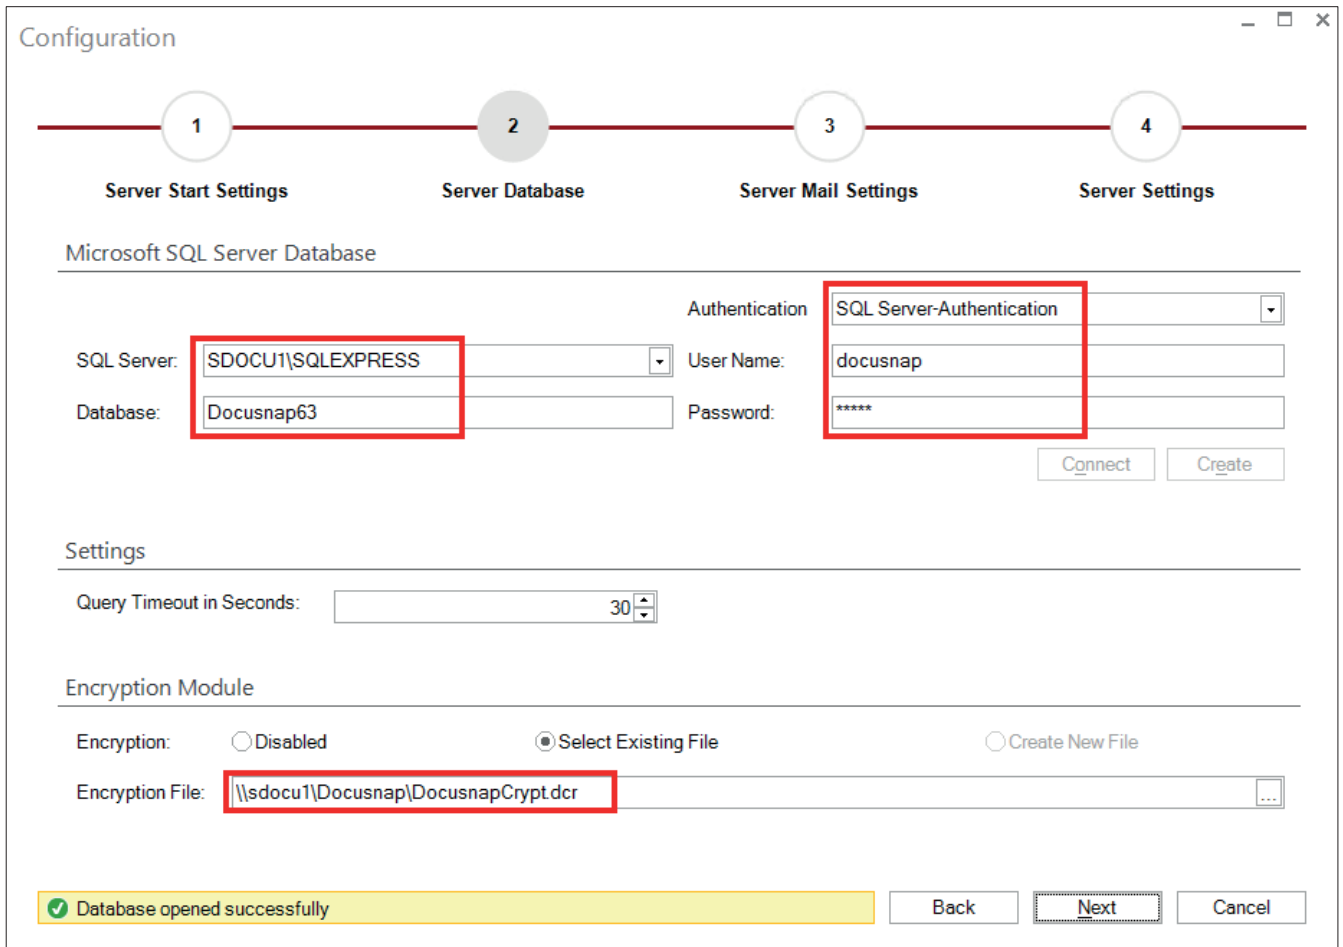 Configuration
1 2 3 4
Server Start Settings Server Database Server Mail Settings Server Settings
Microsoft SQL Server Database
Authentication SQL Server-Authentication
SQL Server: SDOCU1\SQLEXPRESS User Name: docusnap
Database: Docusnap63 Password: *****
Connect Create
Settings
Query Timeout in Seconds: 30
Encryption Module
Encryption: Disabled Select Existing File Create New File
Encryption File: \\sdocu1\Docusnap\DocusnapCrypt.dcr ...
Database opened successfully Back Next Cancel